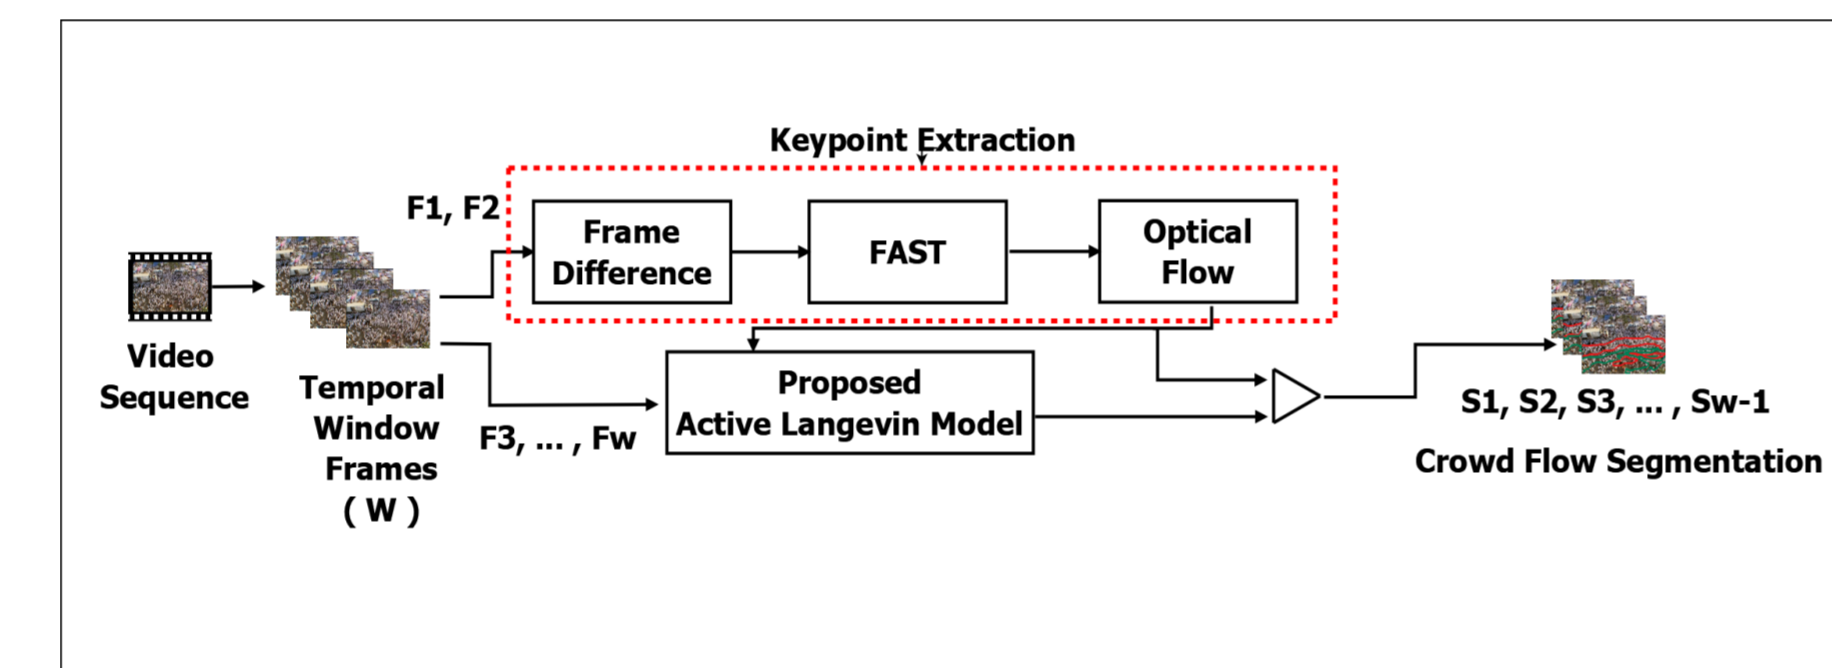 Keypoint Extraction
F1, F2
Frame
Difference
FAST
Optical
Flow
Video
Sequence
Temporal
Window
Frames
( W )
F3, ... , Fw
Proposed
Active Langevin Model
S1, S2, S3, ... , Sw-1
Crowd Flow Segmentation